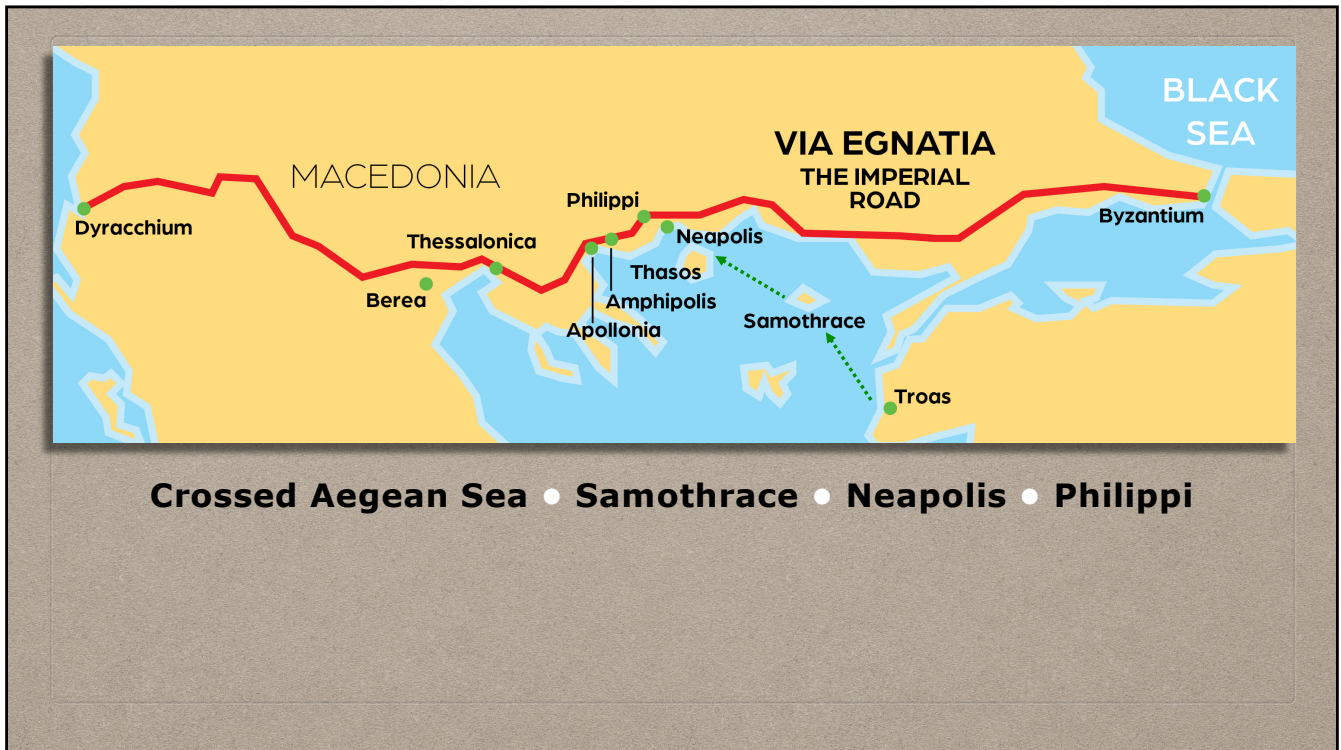 BLACK
SEA
VIA EGNATIA
THE IMPERIAL
ROAD
MACEDONIA
Philippi
Byzantium
Dyracchium
Neapolis
Thessalonica
Thasos
Berea
Amphipolis
Samothrace
Apollonia
Troas
Crossed Aegean Sea • Samothrace • Neapolis • Philippi